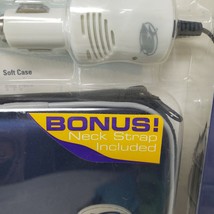 Soft Case
BONUS!
Neck Strap
Included